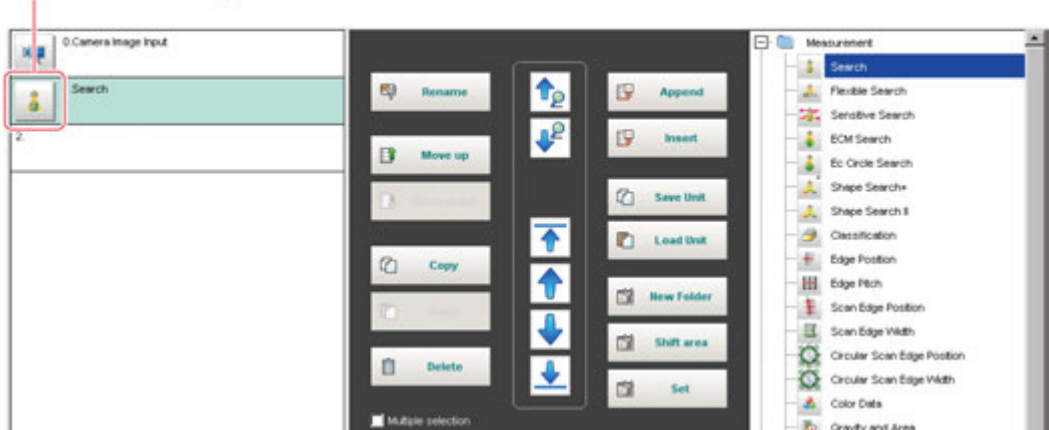 0.Camera Image Input
Search
2.
Rename
Move up
Copy
Delete
Multiple selection
Append
Insert
Save Unit
Load Unit
New Folder
Shift area
Set
Measurement
Search
Flexible Search
Sensitive Search
ECM Search
Ec Circle Search
Shape Search+
Shape Search II
Classification
Edge Position
Edge Pitch
Scan Edge Position
Scan Edge Width
Circular Scan Edge Position
Circular Scan Edge Width
Color Data
Gravity and Area